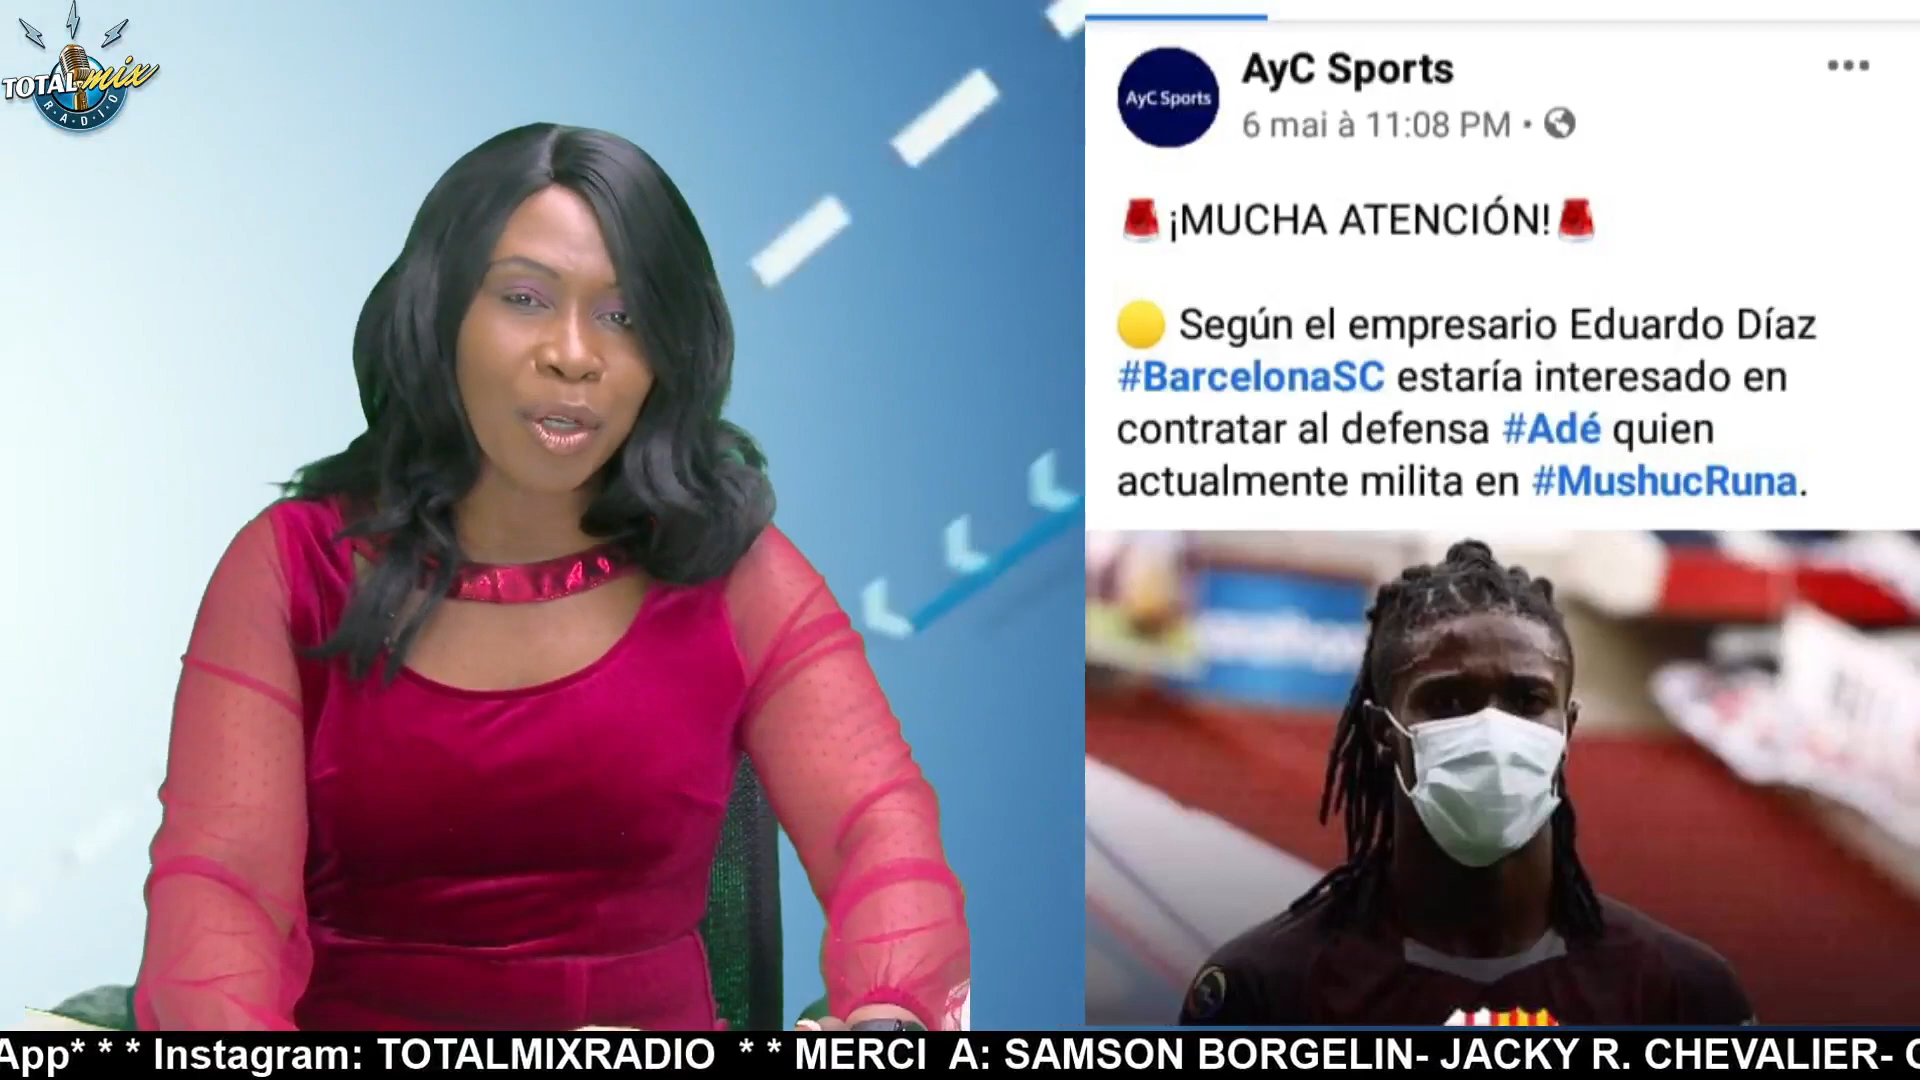 TOTAL mix
RADIO
AyC Sports
AyC Sports
6 mai à 11:08 PM
¡MUCHA ATENCIÓN!
Según el empresario Eduardo Díaz
#BarcelonaSC estaría interesado en
contratar al defensa #Adé quien
actualmente milita en #MushucRuna.
App* * * Instagram: TOTALMIXRADIO * * MERCI A: SAMSON BORGELIN- JACKY R. CHEVALIER-